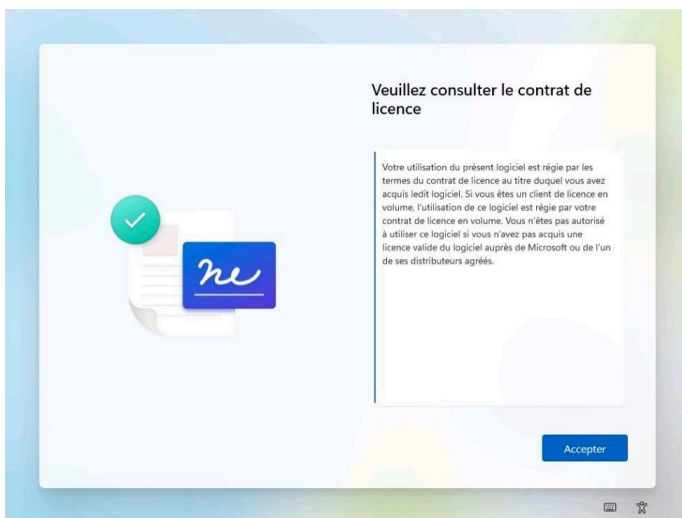 Veuillez consulter le contrat de
licence
Votre utilisation du présent logiciel est régie par les
termes du contrat de licence au titre duquel vous avez
acquis ledit logiciel. Si vous êtes un client de licence en
volume, l'utilisation de ce logiciel est régie par votre
contrat de licence en volume. Vous n'êtes pas autorisé
à utiliser ce logiciel si vous n'avez pas acquis une
licence valide du logiciel auprès de Microsoft ou de l'un
de ses distributeurs agréés.
Accepter